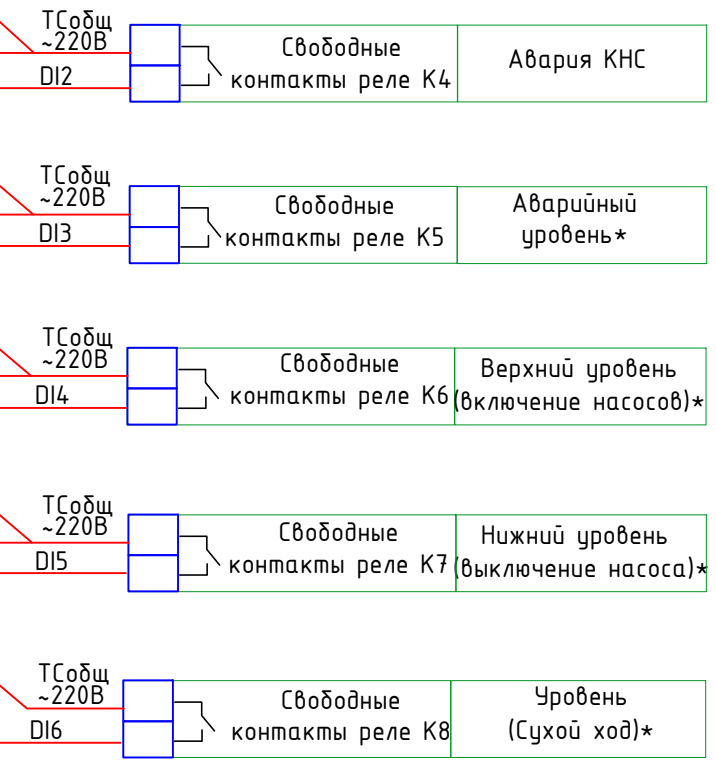 ТСобщ
~220В
DI2
Свободные
контакты реле К4
Авария КНС
ТСобщ
~220В
DI3
Свободные
контакты реле К5
Аварийный
уровень*
ТСобщ
~220В
DI4
Свободные
контакты реле К6
Верхний уровень
(включение насосов)*
ТСобщ
~220В
DI5
Свободные
контакты реле К7
Нижний уровень
(выключение насоса)*
ТСобщ
~220В
DI6
Свободные
контакты реле К8
Уровень
(Сухой ход)*